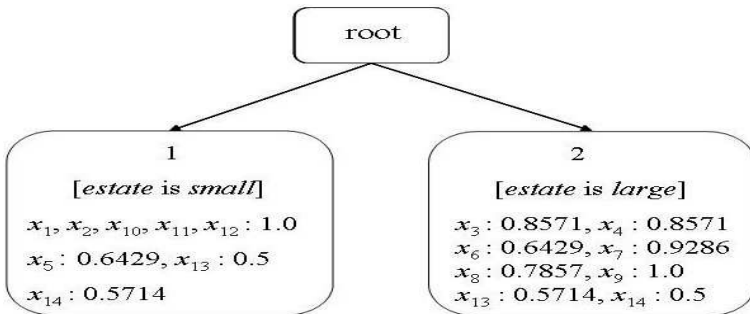 root
1
[estate is small]
x₁, x₂, x₁₀, x₁₁, x₁₂ : 1.0
x₅ : 0.6429, x₁₃ : 0.5
x₁₄ : 0.5714
2
[estate is large]
x₃ : 0.8571, x₄ : 0.8571
x₆ : 0.6429, x₇ : 0.9286
x₈ : 0.7857, x₉ : 1.0
x₁₃ : 0.5714, x₁₄ : 0.5